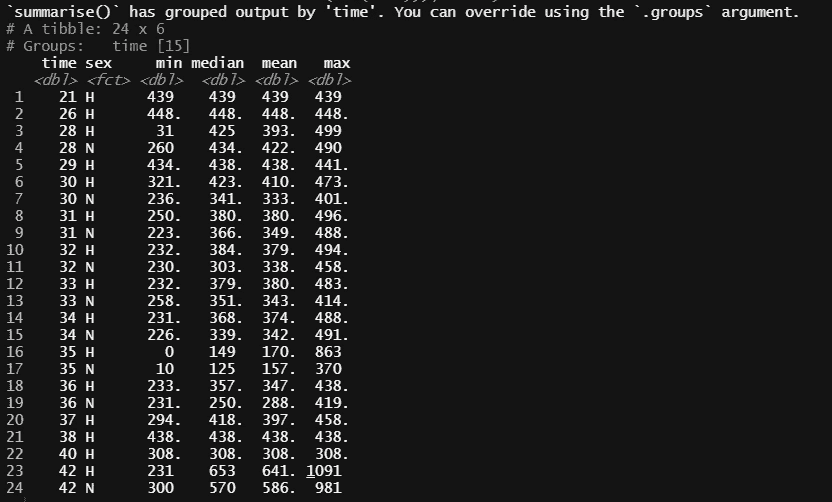 `summarise()` has grouped output by 'time'. You can override using the `.groups` argument.
# A tibble: 24 x 6
# Groups:   time [15]
    time sex     min median  mean   max
   <dbl> <fct> <dbl>  <dbl> <dbl> <dbl>
 1    21 H      439    439   439   439
 2    26 H      448.   448.  448.  448.
 3    28 H       31    425   393.  499
 4    28 N      260    434.  422.  490
 5    29 H      434.   438.  438.  441.
 6    30 H      321.   423.  410.  473.
 7    30 N      236.   341.  333.  401.
 8    31 H      250.   380.  380.  496.
 9    31 N      223.   366.  349.  488.
10    32 H      232.   384.  379.  494.
11    32 N      230.   303.  338.  458.
12    33 H      232.   379.  380.  483.
13    33 N      258.   351.  343.  414.
14    34 H      231.   368.  374.  488.
15    34 N      226.   339.  342.  491.
16    35 H        0    149   170.  863
17    35 N       10    125   157.  370
18    36 H      233.   357.  347.  438.
19    36 N      231.   250.  288.  419.
20    37 H      294.   418.  397.  458.
21    38 H      438.   438.  438.  438.
22    40 H      308.   308.  308.  308.
23    42 H      231    653   641. 1091
24    42 N      300    570   586.  981